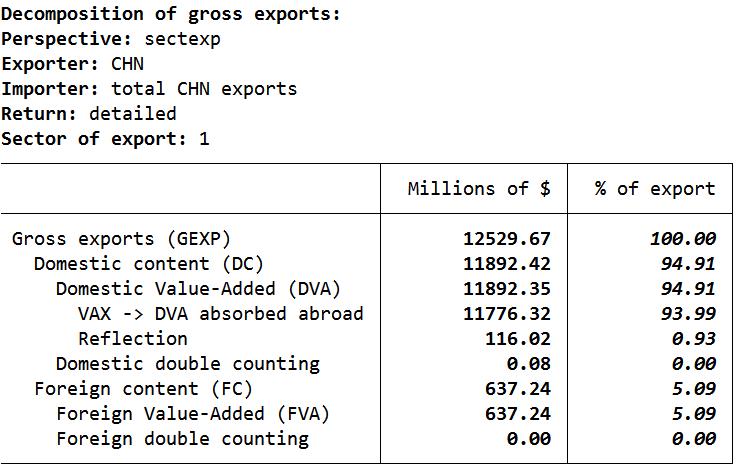 Decomposition of gross exports:
Perspective: sectexp
Exporter: CHN
Importer: total CHN exports
Return: detailed
Sector of export: 1
Millions of $ % of export
Gross exports (GEXP) 12529.67 100.00
Domestic content (DC) 11892.42 94.91
Domestic Value-Added (DVA) 11892.35 94.91
VAX -> DVA absorbed abroad 11776.32 93.99
Reflection 116.02 0.93
Domestic double counting 0.08 0.00
Foreign content (FC) 637.24 5.09
Foreign Value-Added (FVA) 637.24 5.09
Foreign double counting 0.00 0.00